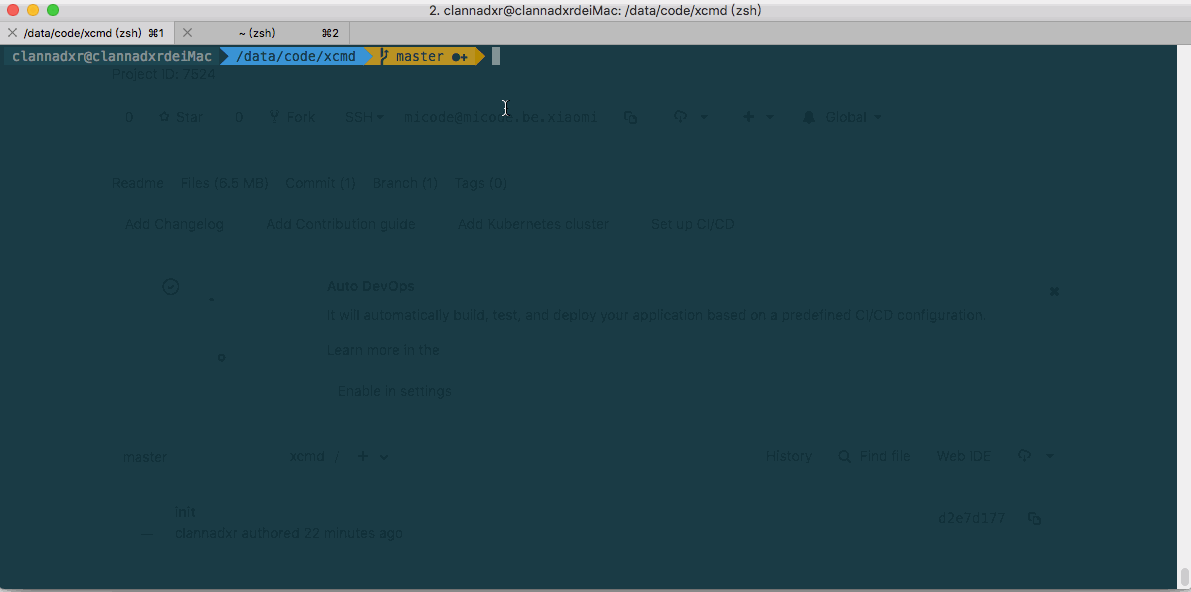 2. clannadxr@clannadxrdeiMac: /data/code/xcmd (zsh)
/data/code/xcmd (zsh) ⌘1 ~ (zsh) ⌘2
clannadxr@clannadxrdeiMac /data/code/xcmd master ●+
Project ID: 7524
0 Star 0 Fork SSH micode@micode.be.xiaomi Global
Readme Files (6.5 MB) Commit (1) Branch (1) Tags (0)
Add Changelog Add Contribution guide Add Kubernetes cluster Set up CI/CD
Auto DevOps
It will automatically build, test, and deploy your application based on a predefined CI/CD configuration.
Learn more in the
Enable in settings
master xcmd / + History Find file Web IDE
init
d2e7d177
clannadxr authored 22 minutes ago